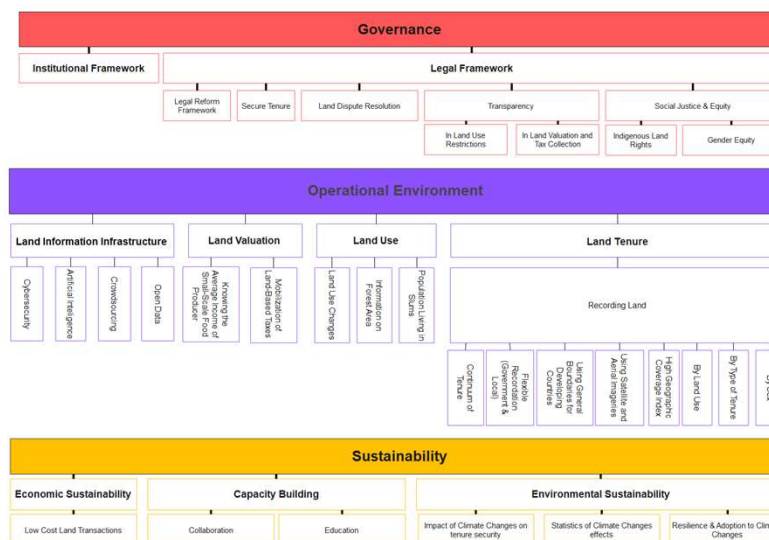 Governance
Institutional Framework
Legal Framework
Legal Reform
Framework
Secure Tenure
Land Dispute Resolution
Transparency
Social Justice & Equity
In Land Use
Restrictions
In Land Valuation and
Tax Collection
Indigenous Land
Rights
Gender Equity
Operational Environment
Land Information Infrastructure
Land Valuation
Land Use
Land Tenure
Cybersecurity
Artificial Inteligence
Crowdsourcing
Open Data
Knowing the
Average Income of
Small-Scale Food
Producer
Mobilization of
Land-Based Taxes
Land Use Changes
Information on
Forest Area
Population Living in
Slums
Recording Land
Continuum of
Tenure
Flexible
Recordation
(Government &
Local)
Using General
Boundaries for
Developing
Countries
Using Satellite and
Aerial Imageries
High Geographic
Coverage Index
By Land Use
By Type of Tenure
Sustainability
Economic Sustainability
Capacity Building
Environmental Sustainability
Low Cost Land Transactions
Collaboration
Education
Impact of Climate Changes on
tenure security
Statistics of Climate Changes
effects
Resilience & Adoption to
Changes